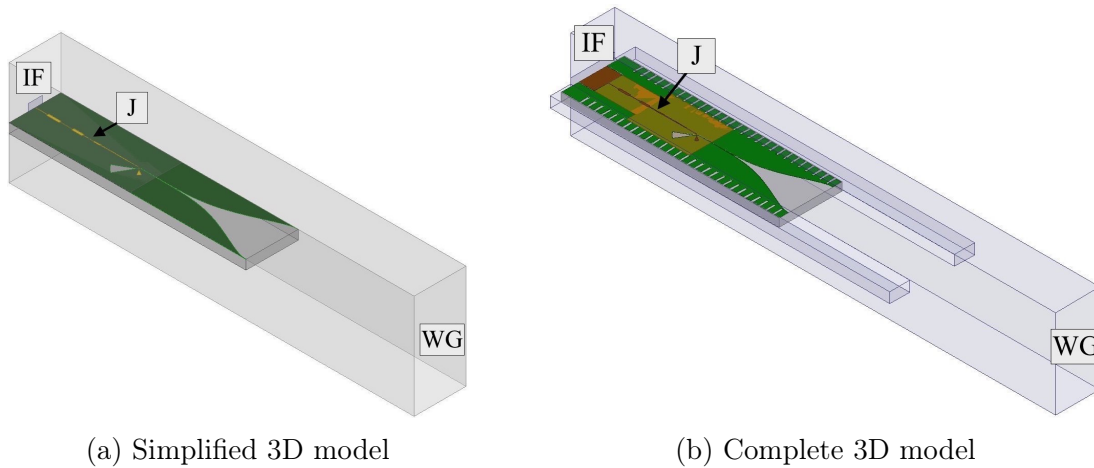 IF
J
WG
IF
J
WG
(a) Simplified 3D model
(b) Complete 3D model